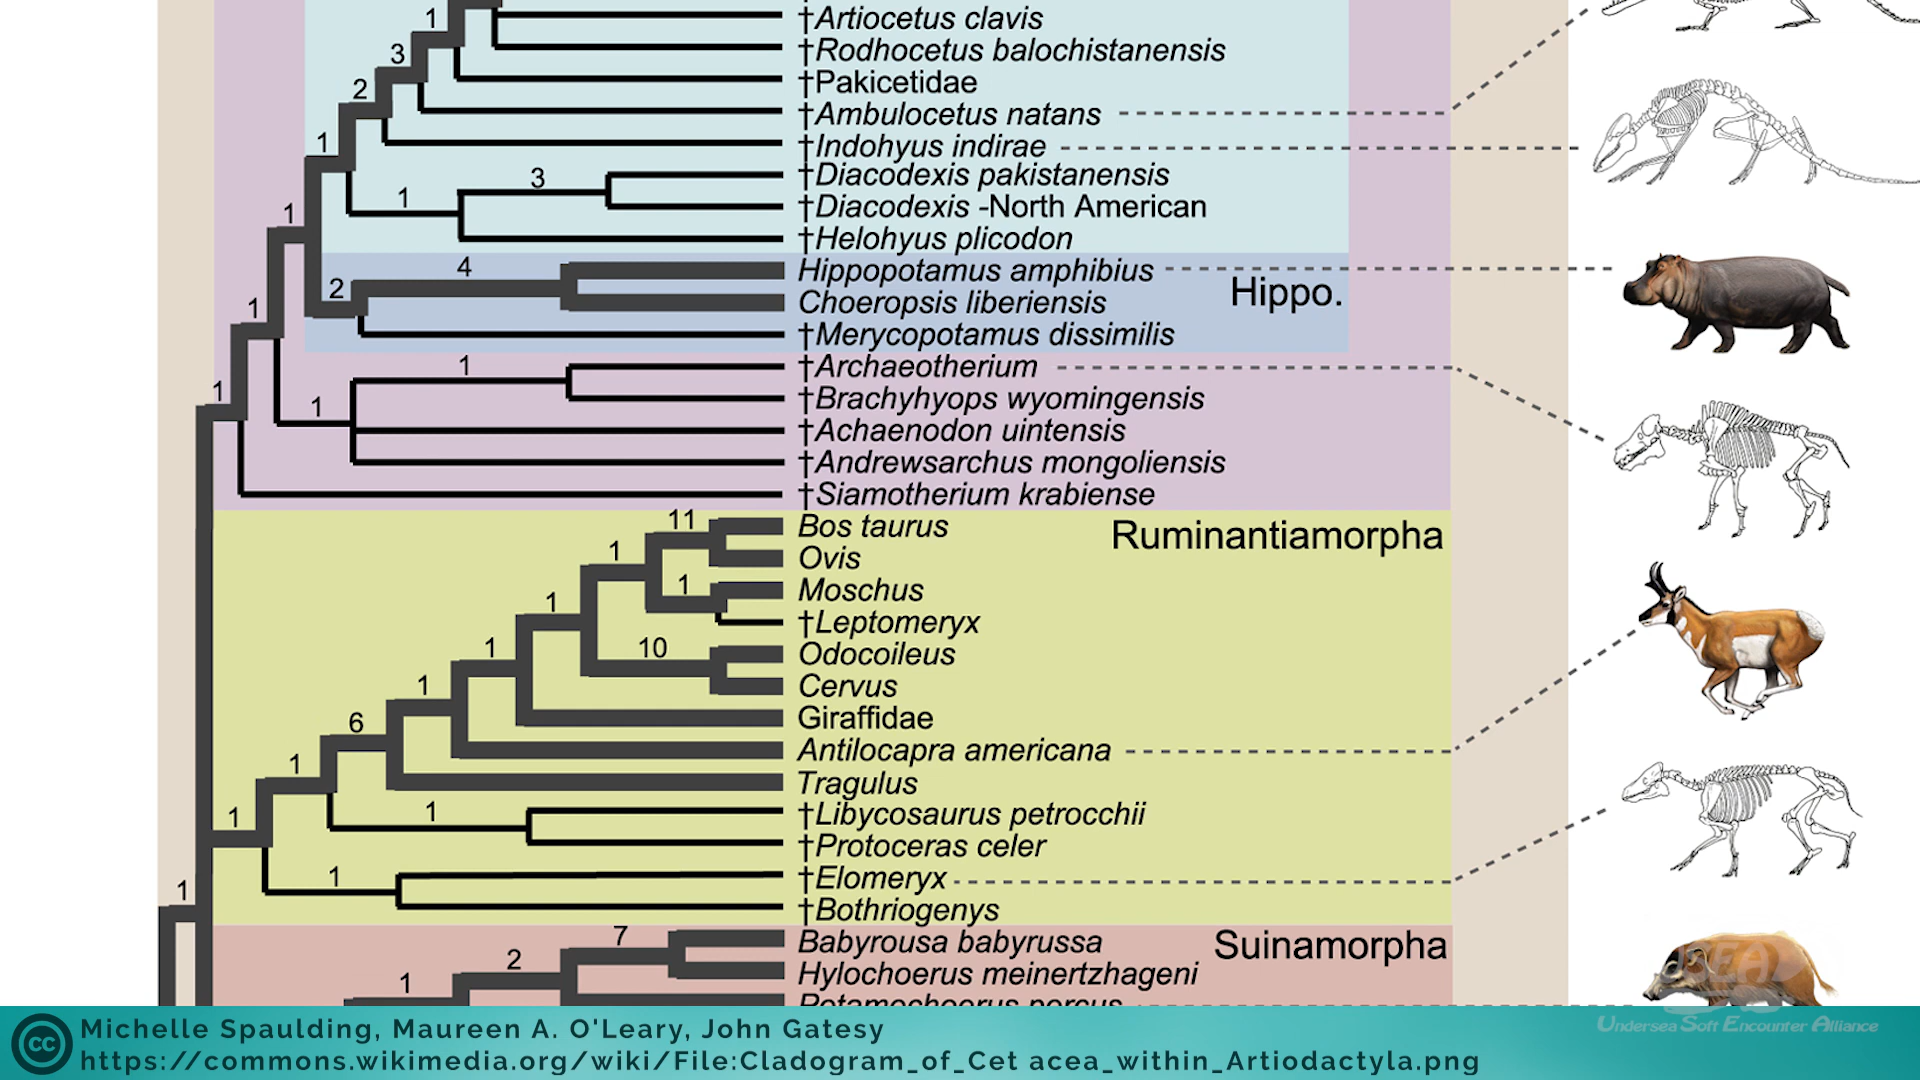 1
†Artiocetus clavis
3
†Rodhocetus balochistanensis
†Pakicetidae
2
†Ambulocetus natans
1
†Indohyus indirae
3
†Diacodexis pakistanensis
1
†Diacodexis -North American
1
†Helohyus plicodon
4
Hippopotamus amphibius
2
Hippo.
Choeropsis liberiensis
1
†Merycopotamus dissimilis
1
†Archaeotherium
1
1
†Brachyhyops wyomingensis
†Achaenodon uintensis
†Andrewsarchus mongoliensis
†Siamotherium krabiense
11
Bos taurus
Ruminantiamorpha
1
Ovis
1
Moschus
1
†Leptomeryx
1
10
Odocoileus
1
Cervus
6
Giraffidae
Antilocapra americana
1
Tragulus
1
1
†Libycosaurus petrocchii
†Protoceras celer
1
†Elomeryx
1
†Bothriogenys
7
Babyrousa babyrussa
Suinamorpha
2
Hylochoerus meinertzhageni
1
Potamochoerus porcus
SEA
Undersea Soft Encounter Alliance
cc
Michelle Spaulding, Maureen A. O'Leary, John Gatesy
https://commons.wikimedia.org/wiki/File:Cladogram_of_Cet acea_within_Artiodactyla.png